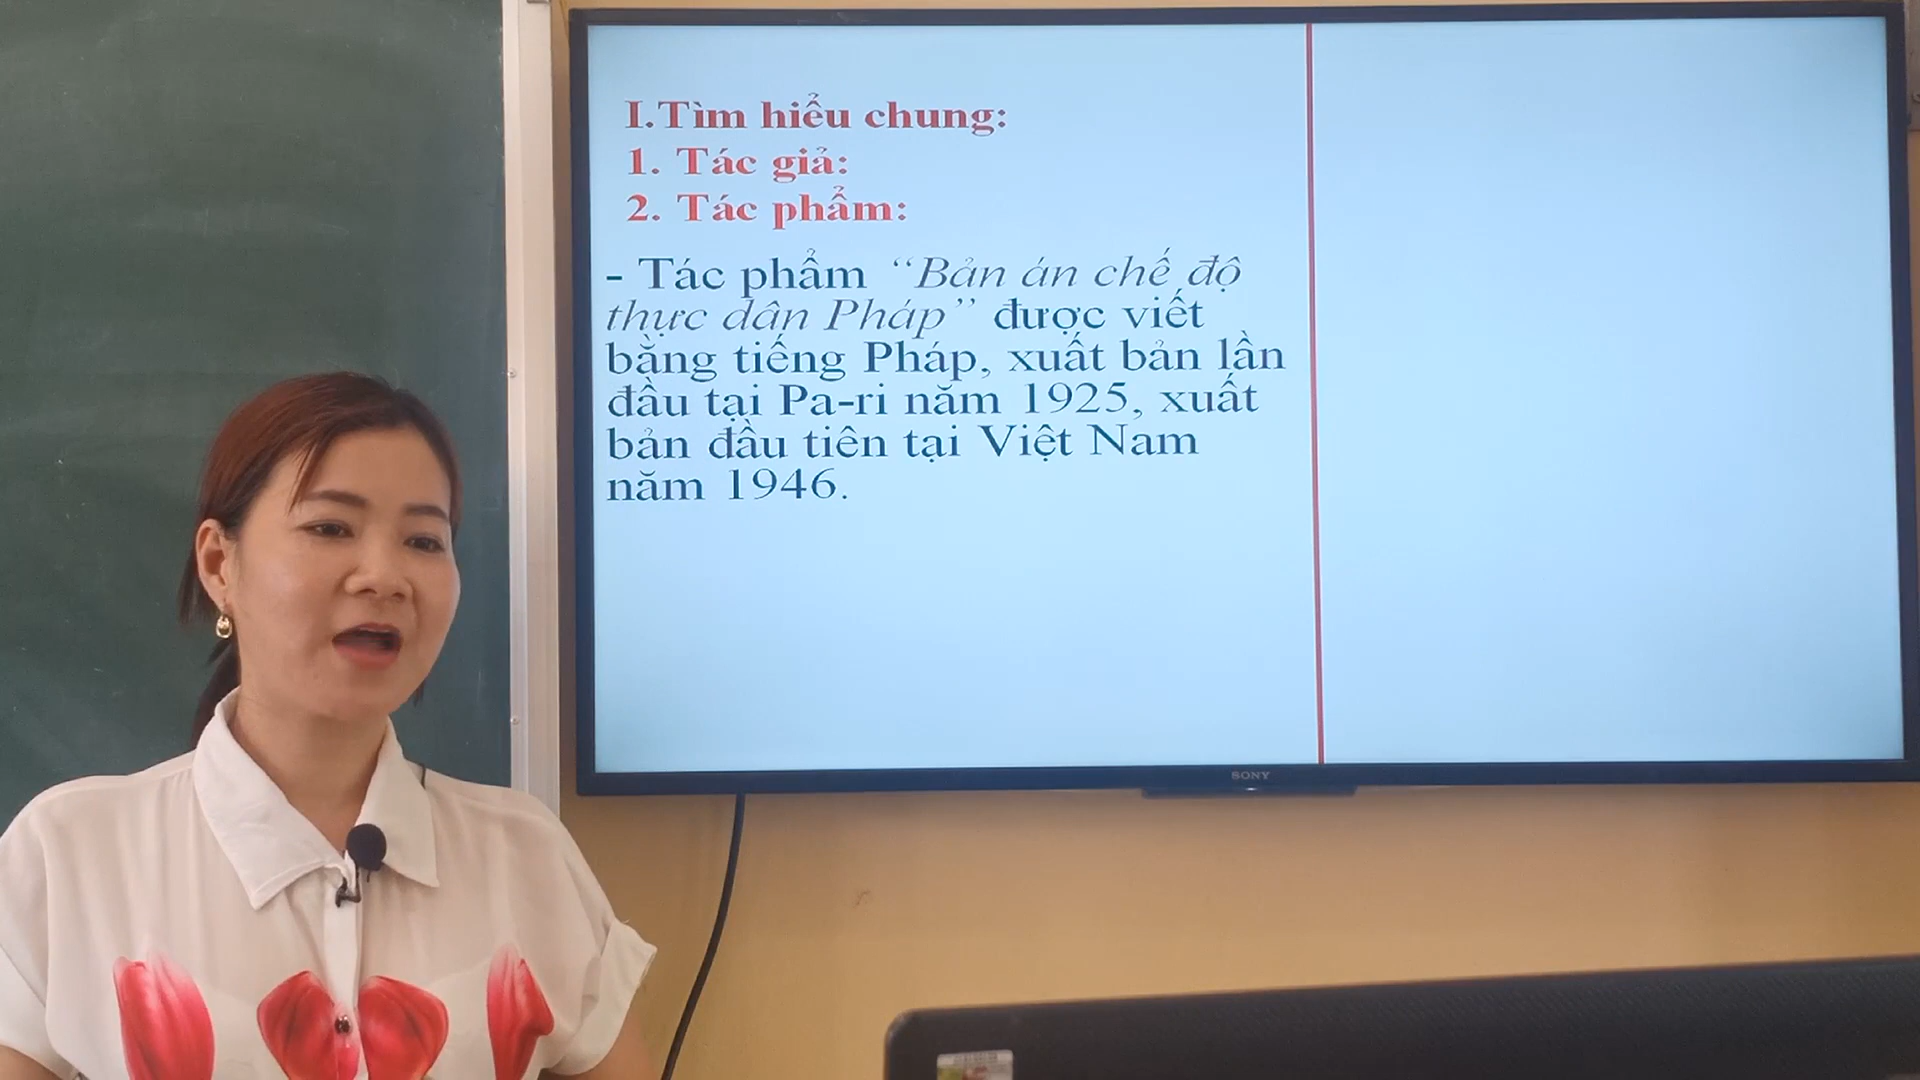 I.Tìm hiểu chung:
1. Tác giả:
2. Tác phẩm:
- Tác phẩm “Bản án chế độ
thực dân Pháp” được viết
bằng tiếng Pháp, xuất bản lần
đầu tại Pa-ri năm 1925, xuất
bản đầu tiên tại Việt Nam
năm 1946.
SONY